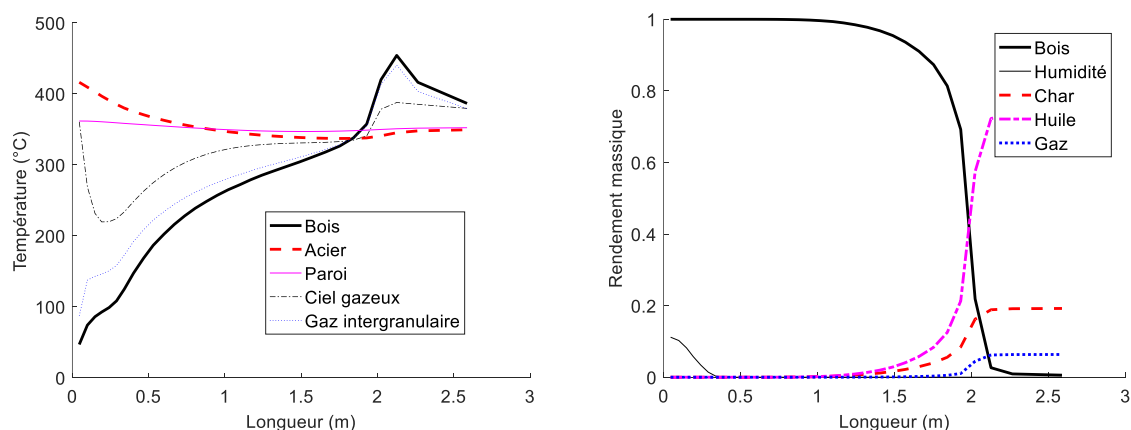 500
400
300
200
100
0
Température (°C)
0
0.5
1
1.5
2
2.5
3
Longueur (m)
Bois
Acier
Paroi
Ciel gazeux
Gaz intergranulaire
1
0.8
0.6
0.4
0.2
0
Rendement massique
0
0.5
1
1.5
2
2.5
3
Longueur (m)
Bois
Humidité
Char
Huile
Gaz